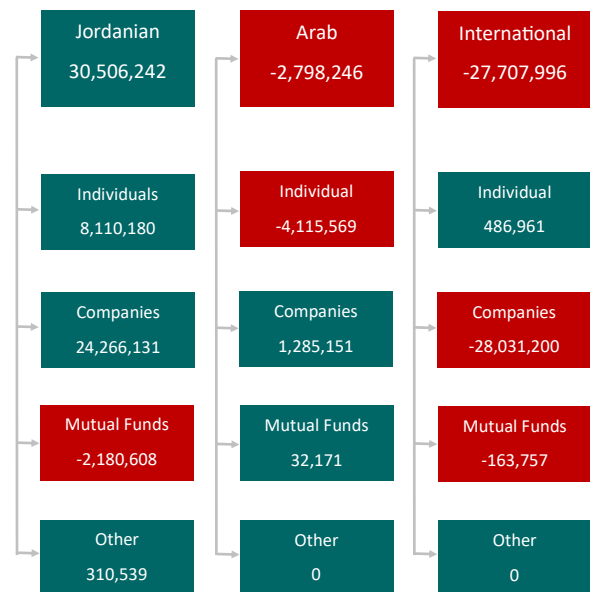 Jordanian
30,506,242
Individuals
8,110,180
Companies
24,266,131
Mutual Funds
-2,180,608
Other
310,539
Arab
-2,798,246
Individual
-4,115,569
Companies
1,285,151
Mutual Funds
32,171
Other
0
International
-27,707,996
Individual
486,961
Companies
-28,031,200
Mutual Funds
-163,757
Other
0